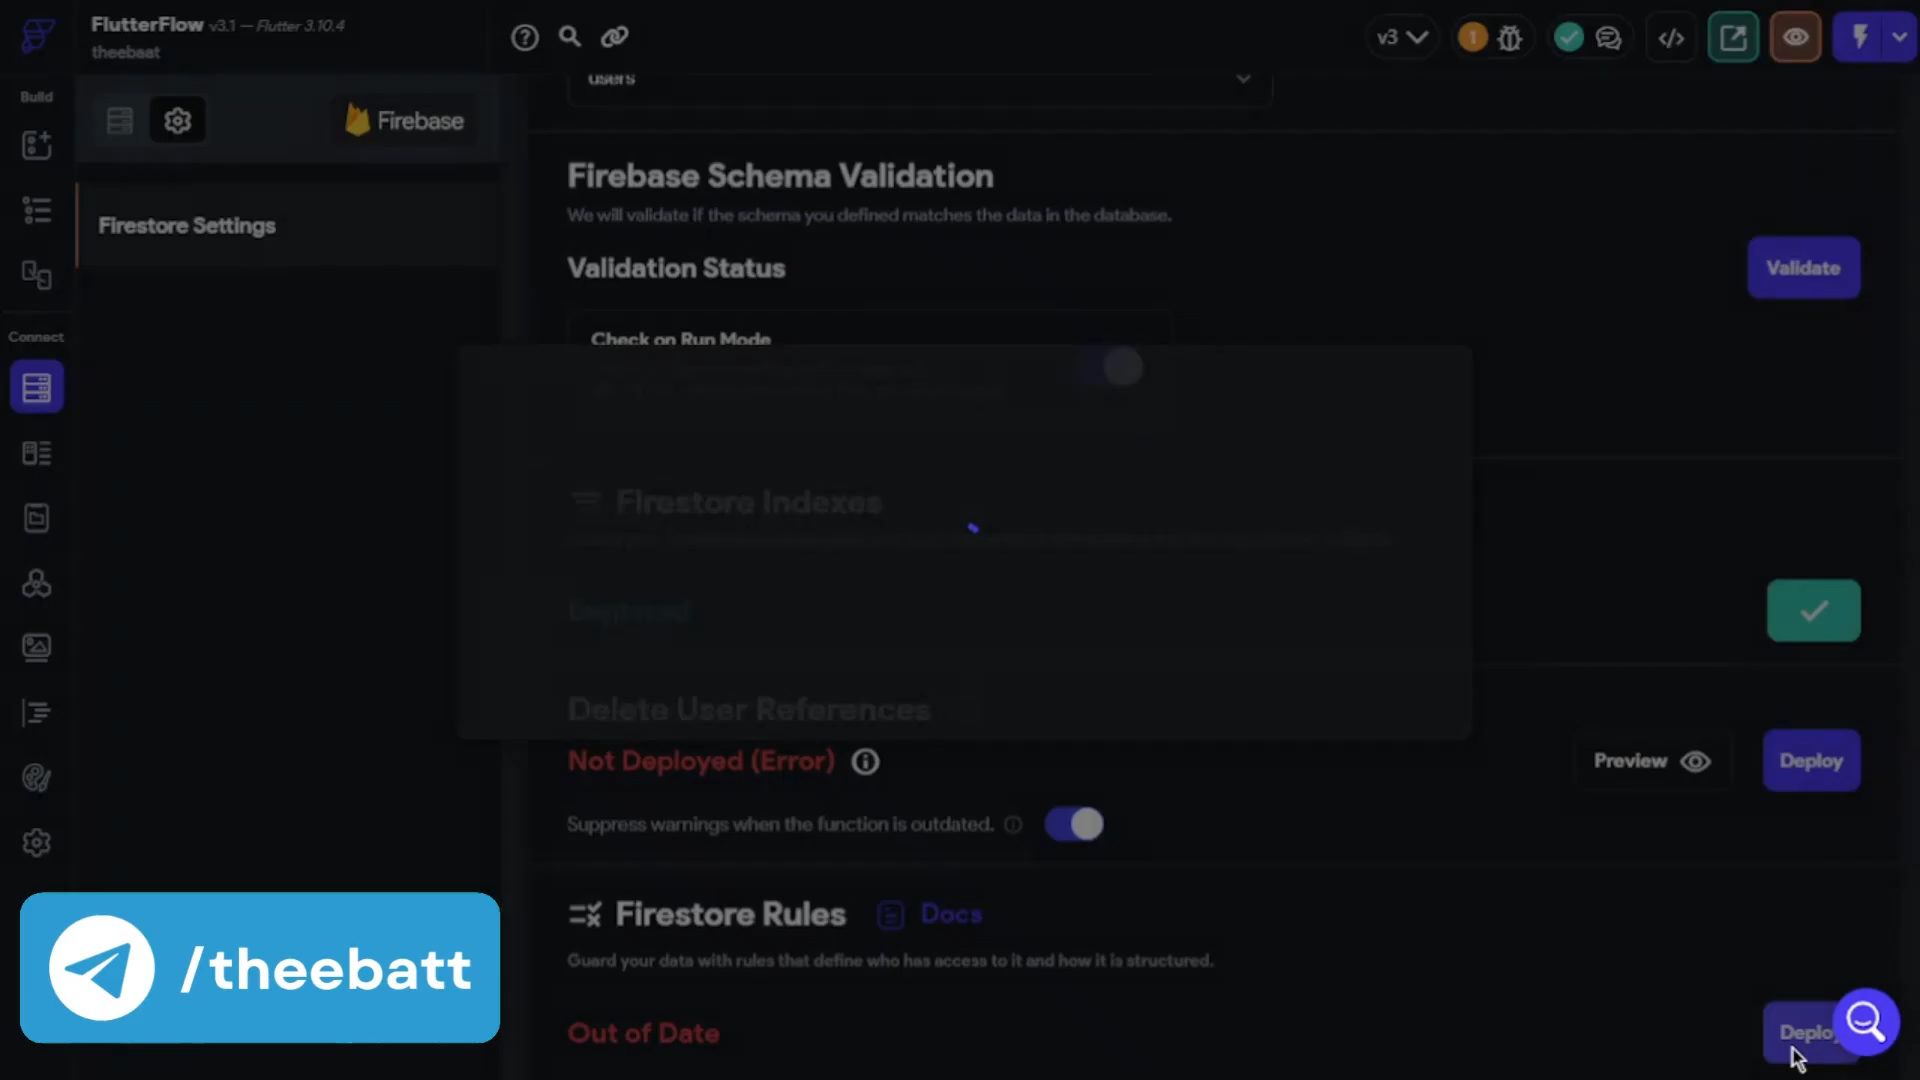 FlutterFlow v3.1 — Flutter 3.10.4
theebaat
v3
1
Build
Firebase
users
Firebase Schema Validation
We will validate if the schema you defined matches the data in the database.
Firestore Settings
Validation Status
Validate
Connect
Check on Run Mode
Firestore Indexes
Deployed
Delete User References
Not Deployed (Error)
Preview
Deploy
Suppress warnings when the function is outdated.
Firestore Rules
Docs
Guard your data with rules that define who has access to it and how it is structured.
/theebatt
Out of Date
Deploy